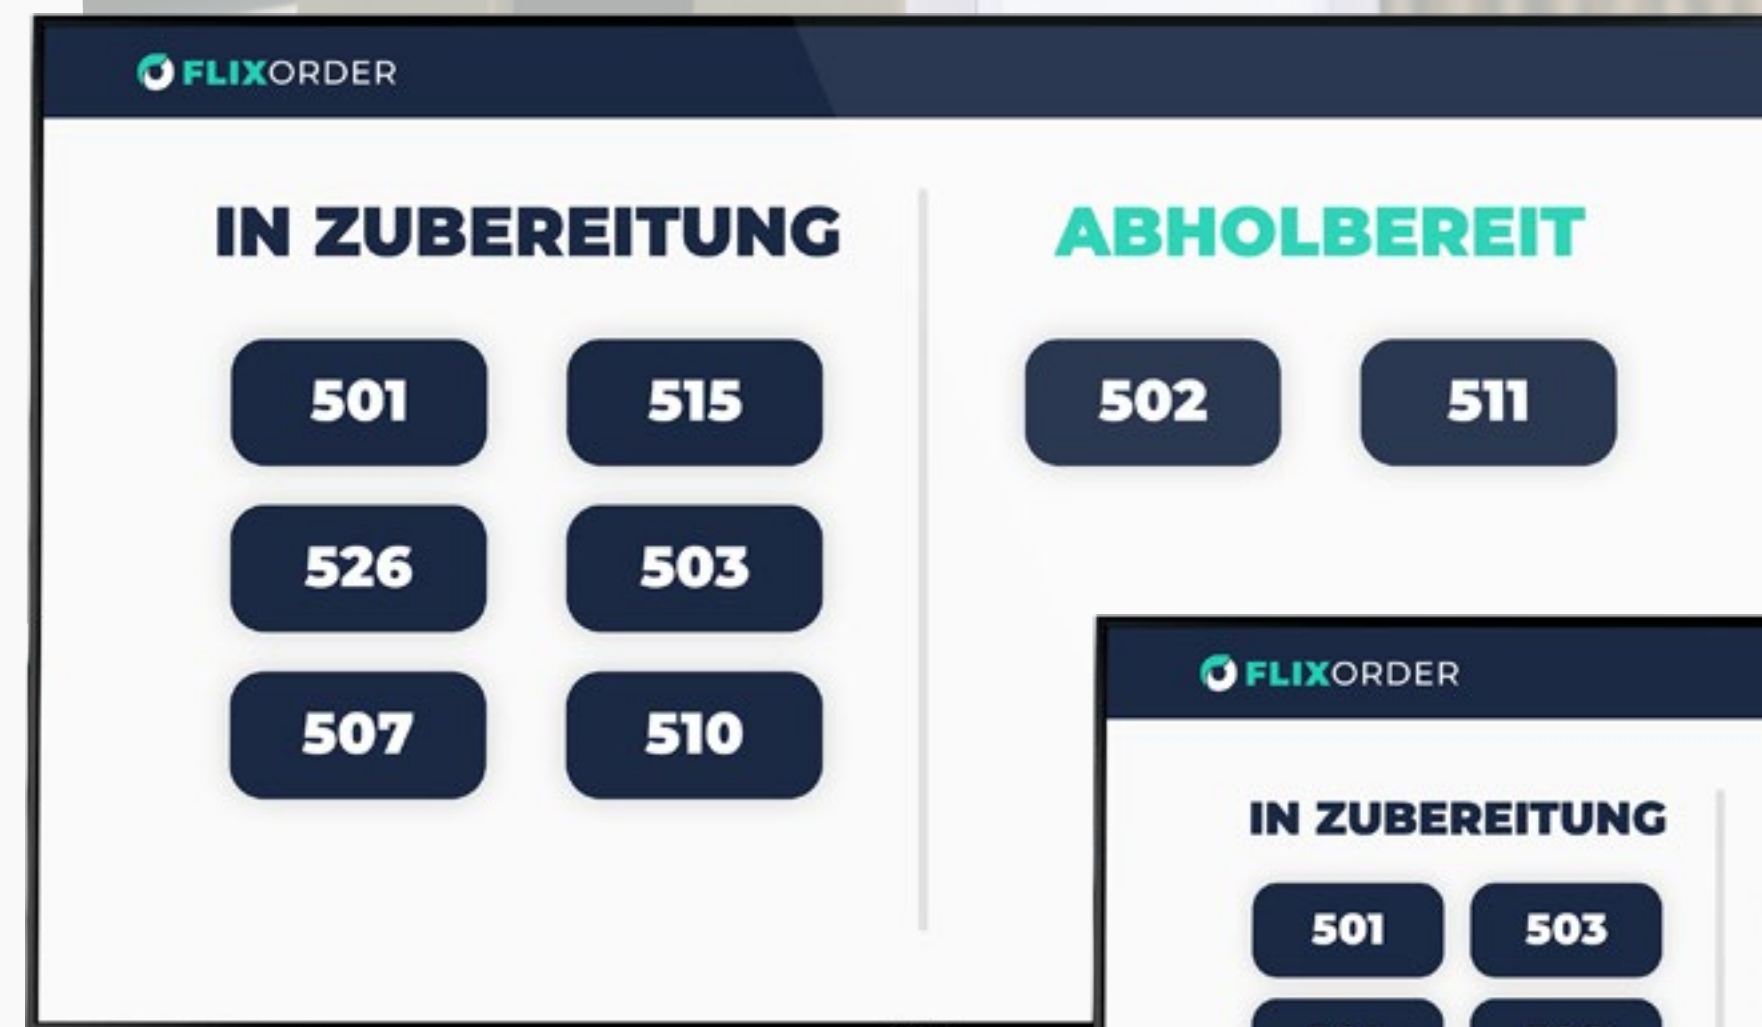 FLIXORDER
IN ZUBEREITUNG
501 515
526 503
507 510
ABHOLBEREIT
502 511
FLIXORDER
IN ZUBEREITUNG
501 503